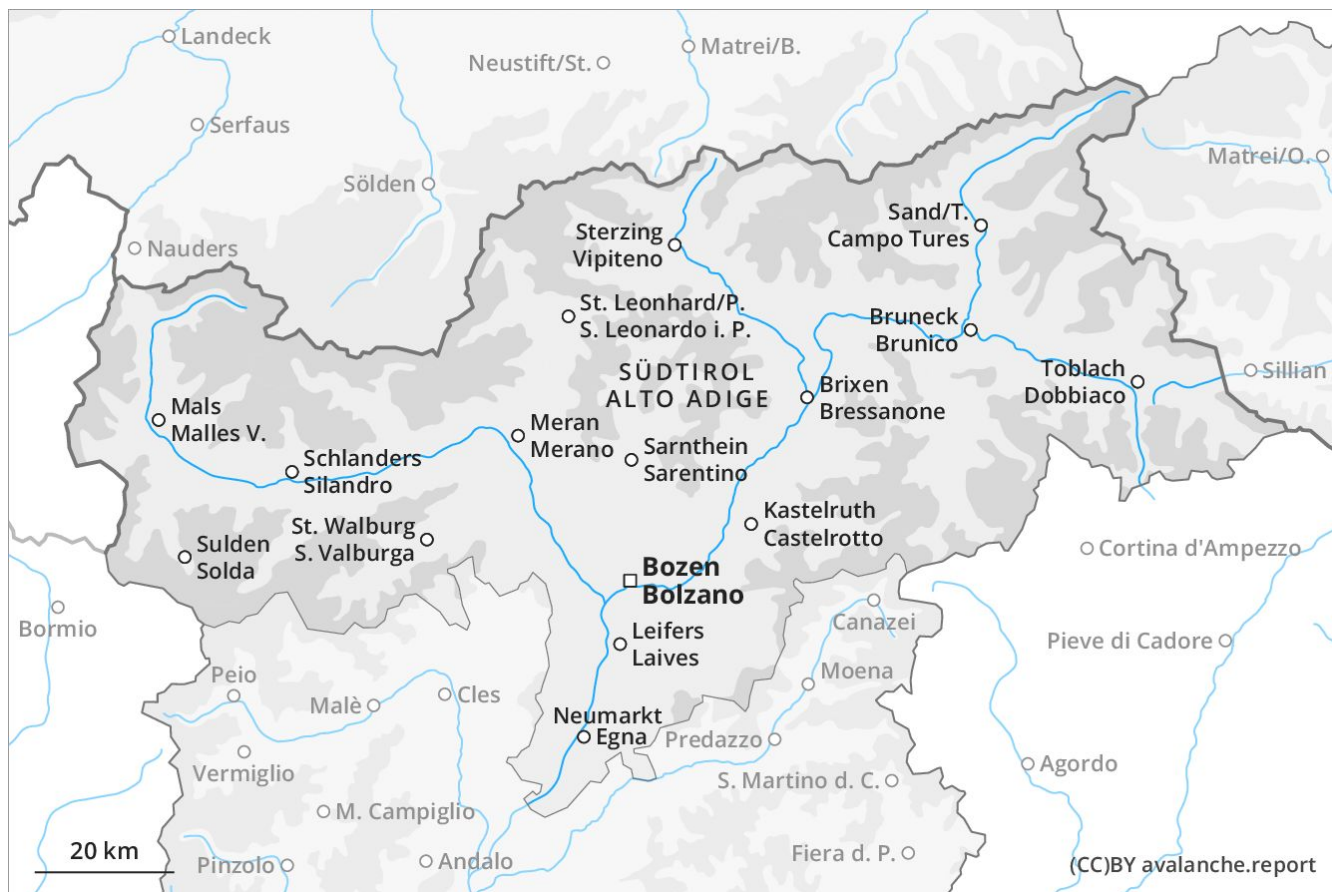 Landeck
Matrei/B.
Neustift/St.
Serfaus
Matrei/O.
Sölden
Sand/T.
Campo Tures
Sterzing
Vipiteno
Nauders
St. Leonhard/P.
S. Leonardo i. P.
Bruneck
Brunico
SÜDTIROL
ALTO ADIGE
Toblach
Dobbiaco
Sillian
Brixen
Bressanone
Mals
Malles V.
Meran
Merano
Schlanders
Silandro
Sarnthein
Sarentino
Kastelruth
Castelrotto
St. Walburg
S. Valburga
Sulden
Solda
Cortina d'Ampezzo
Bozen
Bolzano
Bormio
Canazei
Leifers
Laives
Pieve di Cadore
Peio
Moena
Malè
Cles
Neumarkt
Egna
Predazzo
Vermiglio
Agordo
S. Martino d. C.
M. Campiglio
20 km
Pinzolo
Andalo
Fiera d. P.
(CC)BY avalanche.report